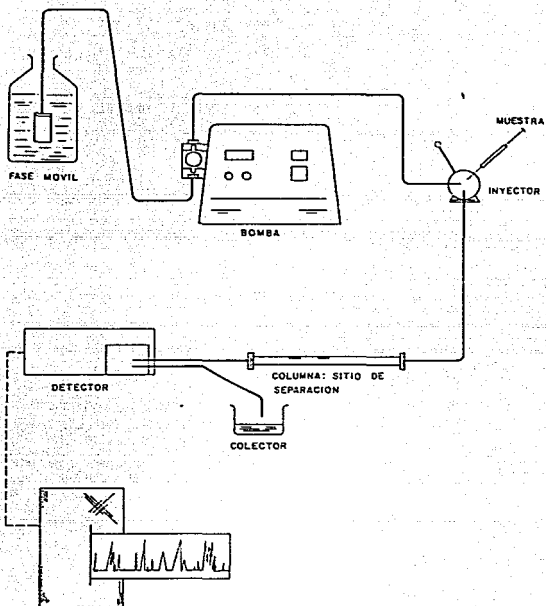 FASE MOVIL
BOMBA
MUESTRA
INYECTOR
DETECTOR
COLUMNA: SITIO DE
SEPARACION
COLECTOR